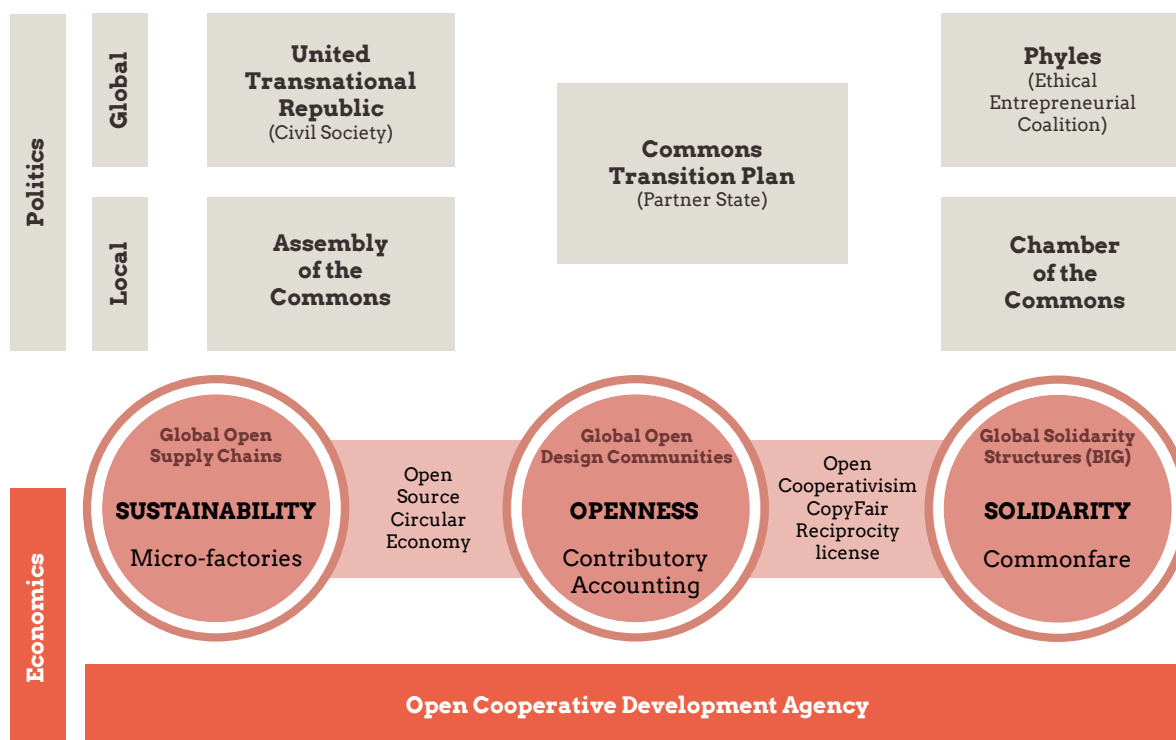 Politics
Global
United
Transnational
Republic
(Civil Society)
Phyles
(Ethical
Entrepreneurial
Coalition)
Commons
Transition Plan
(Partner State)
Local
Assembly
of the
Commons
Chamber
of the
Commons
Economics
Global Open
Supply Chains
SUSTAINABILITY
Micro-factories
Open
Source
Circular
Economy
Global Open
Design Communities
OPENNESS
Contributory
Accounting
Open
Cooperativisim
CopyFair
Reciprocity
license
Global Solidarity
Structures (BIG)
SOLIDARITY
Commonfare
Open Cooperative Development Agency